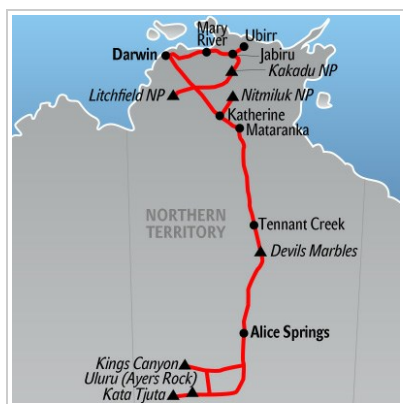 Mary
River
Ubirr
Darwin
Jabiru
Kakadu NP
Litchfield NP
Nitmiluk NP
Katherine
Mataranka
NORTHERN
TERRITORY
Tennant Creek
Devils Marbles
Alice Springs
Kings Canyon
Uluru (Ayers Rock)
Kata Tjuta